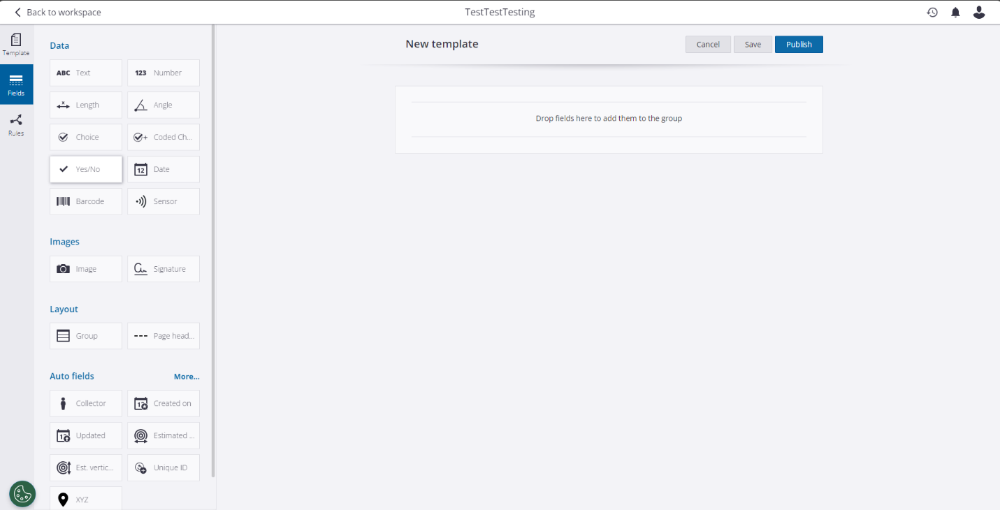 Back to workspace
TestTestTesting
Template
Fields
Rules
Data
ABC Text
123 Number
Length
Angle
Choice
Coded Ch...
Yes/No
12 Date
Barcode
Sensor
Images
Image
Signature
Layout
Group
Page head...
Auto fields
More...
Collector
Created on
Updated
Estimated ...
Est. vertic...
Unique ID
XYZ
New template
Cancel
Save
Publish
Drop fields here to add them to the group